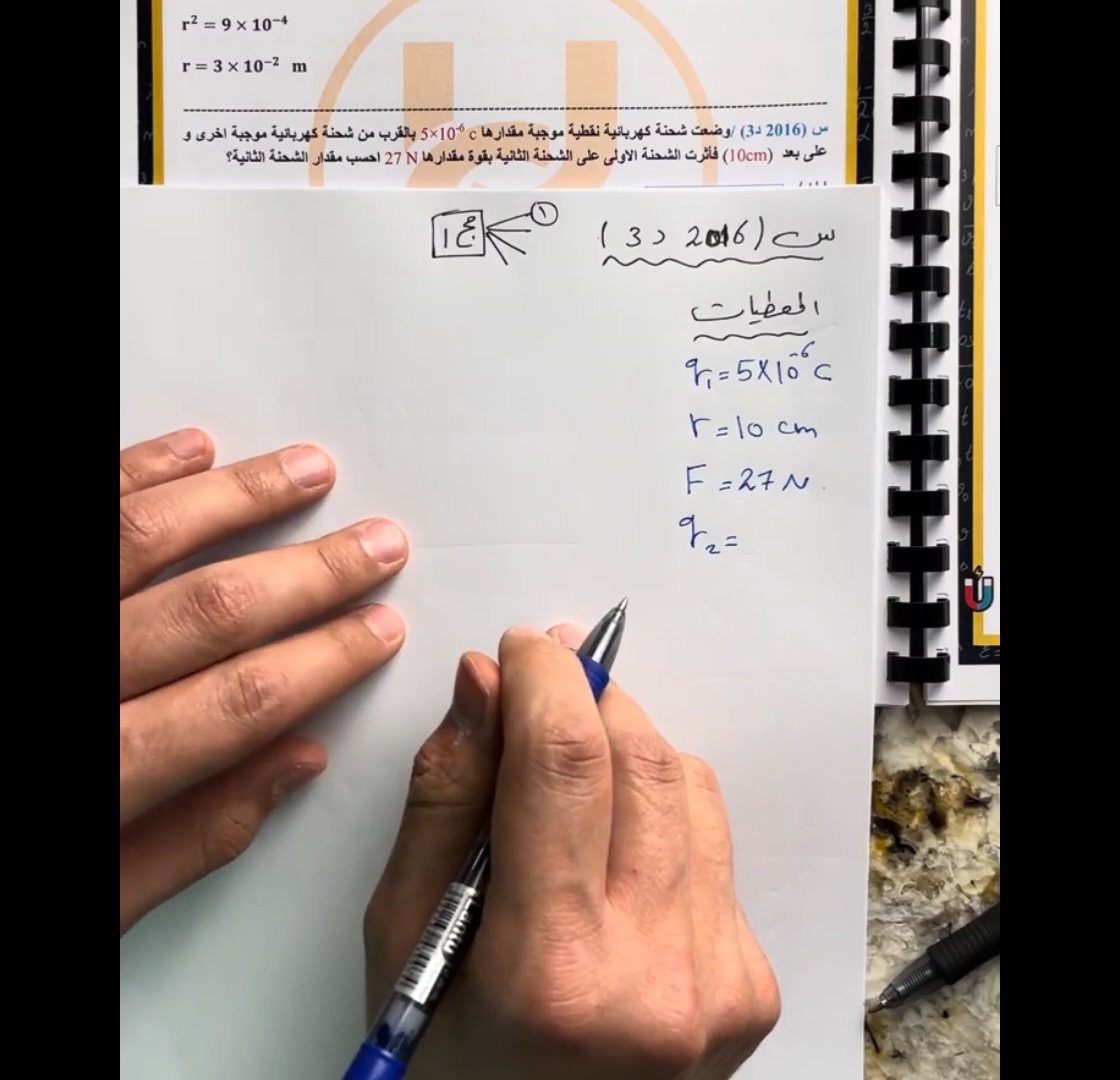 r² = 9 × 10⁻⁴
r = 3 × 10⁻² m
س (2016 د3) /وضعت شحنة كهربائية نقطية موجبة مقدارها 5×10⁻⁶ c بالقرب من شحنة كهربائية موجبة اخرى و
على بعد (10cm) فأثرت الشحنة الاولى على الشحنة الثانية بقوة مقدارها 27 N احسب مقدار الشحنة الثانية؟
س (2016 د 3)
المعطيات
q₁ = 5×10⁻⁶ C
r = 10 cm
F = 27 N
q₂ =